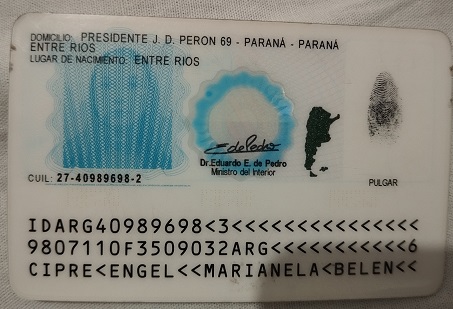 DOMICILIO: PRESIDENTE J. D. PERON 69 - PARANÁ - PARANÁ
ENTRE RIOS
LUGAR DE NACIMIENTO: ENTRE RIOS
Dr. Eduardo E. de Pedro
Ministro del Interior
CUIL: 27-40989698-2
PULGAR
IDARG40989698<3<<<<<<<<<<<<<<<
9807110F3509032ARG<<<<<<<<<<<6
CIPRE<ENGEL<<MARIANELA<BELEN<<